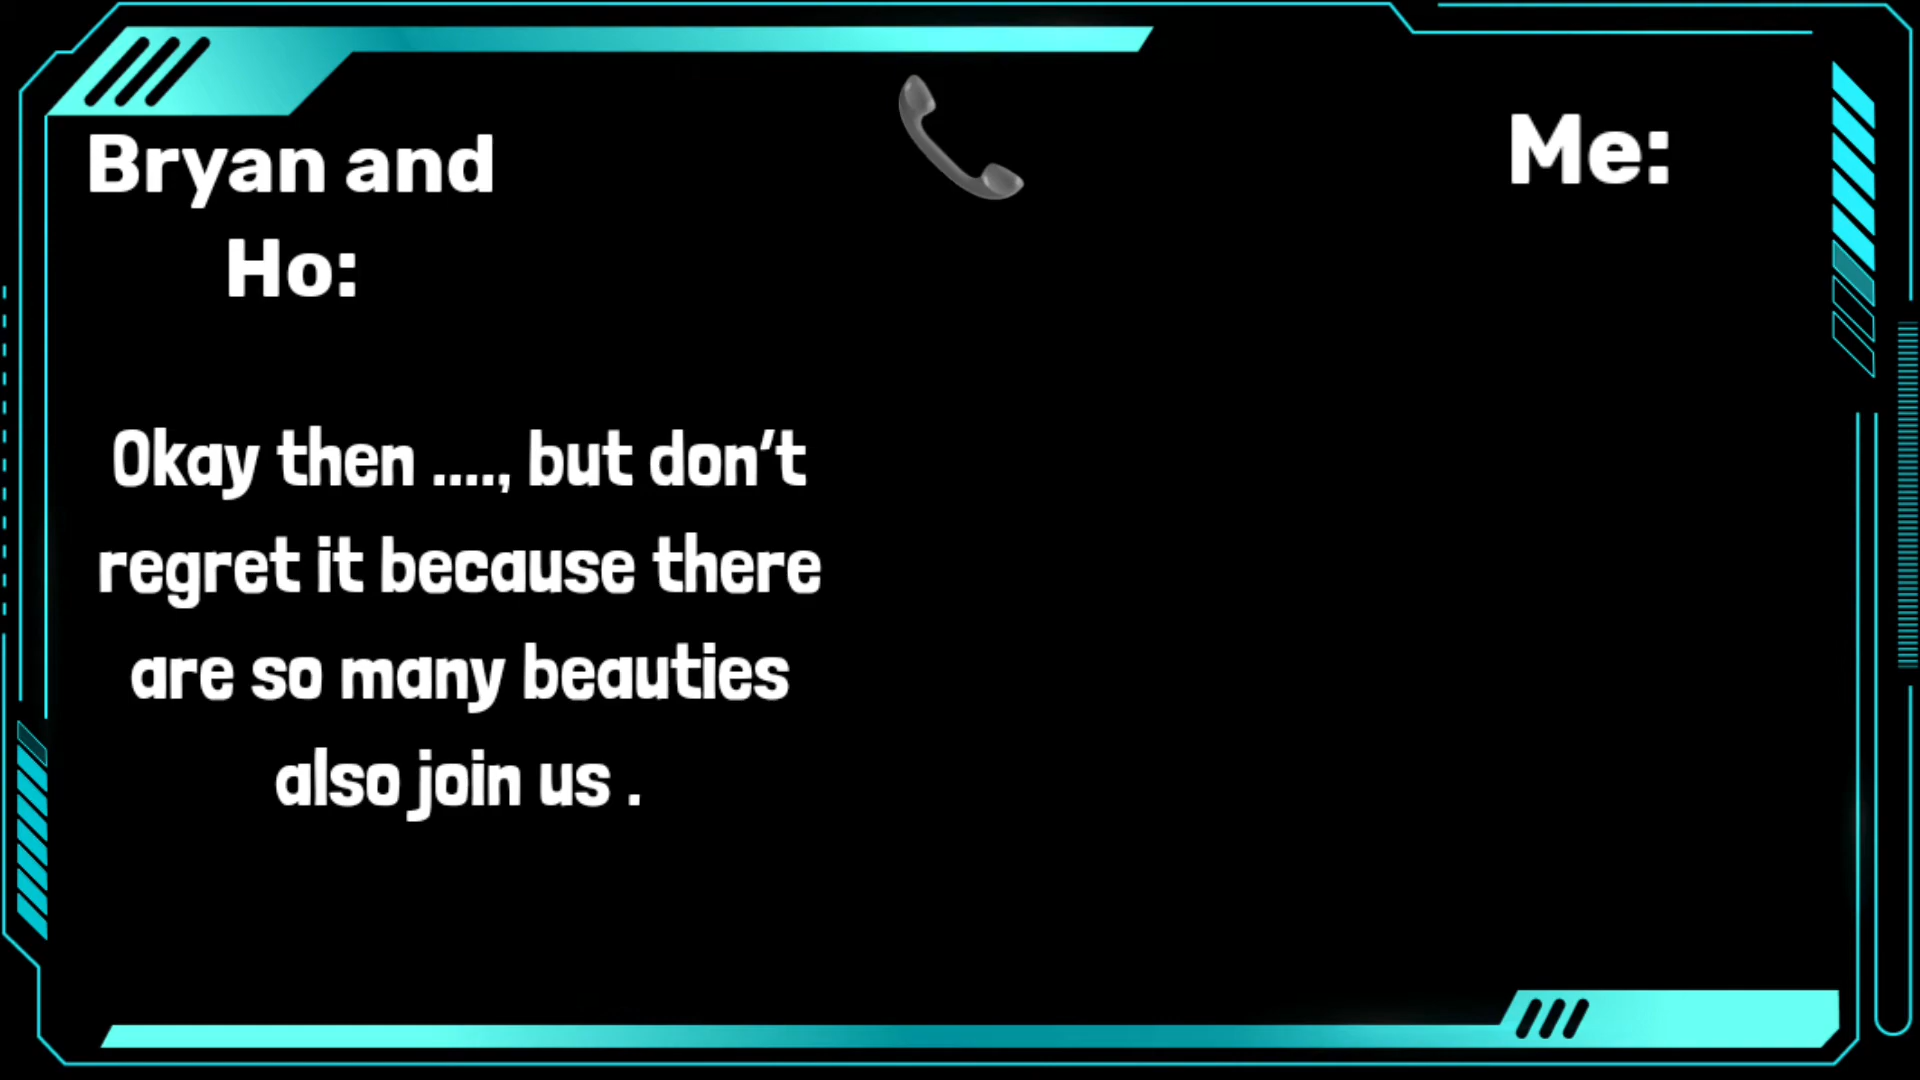 Bryan and
Ho:
Me:
Okay then ...., but don't
regret it because there
are so many beauties
also join us .